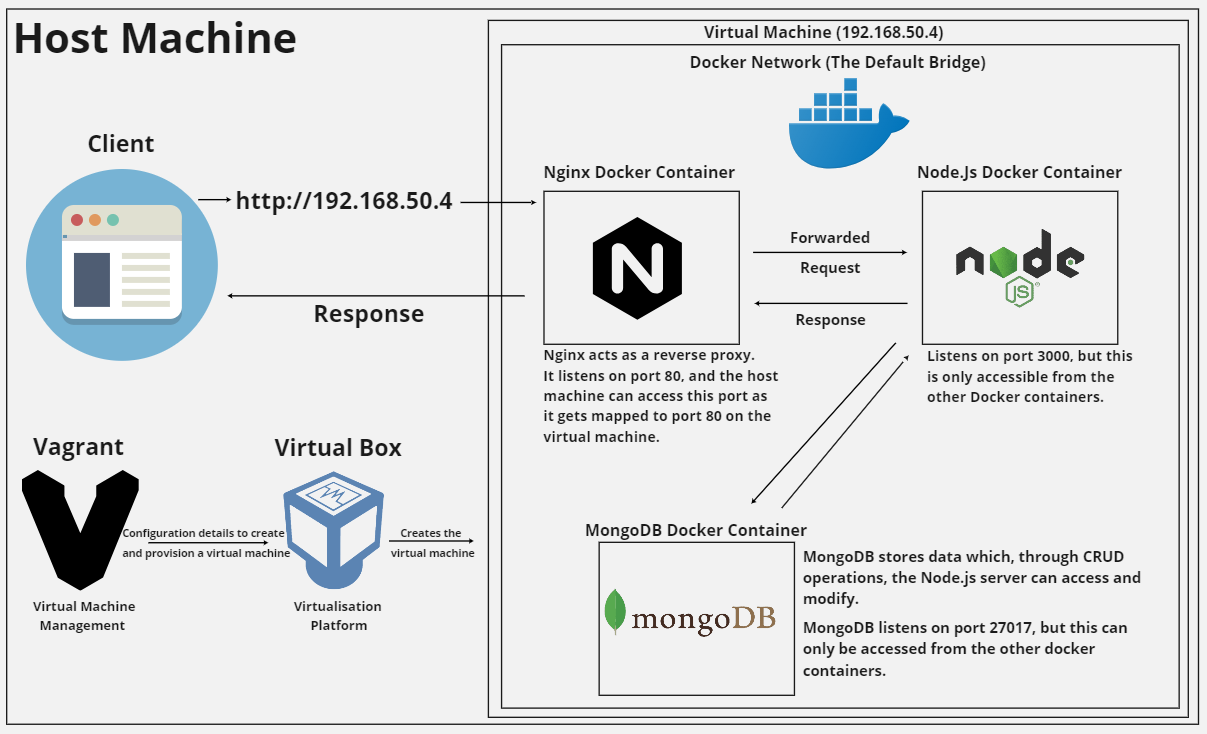 Host Machine
Virtual Machine (192.168.50.4)
Docker Network (The Default Bridge)
Client
http://192.168.50.4
Response
Nginx Docker Container
N
Nginx acts as a reverse proxy.
It listens on port 80, and the host
machine can access this port as
it gets mapped to port 80 on the
virtual machine.
Forwarded
Request
Response
Node.Js Docker Container
node
JS
Listens on port 3000, but this
is only accessible from the
other Docker containers.
Vagrant
Configuration details to create
and provision a virtual machine
Virtual Machine
Management
Virtual Box
Creates the
virtual machine
Virtualisation
Platform
MongoDB Docker Container
mongoDB
MongoDB stores data which, through CRUD
operations, the Node.js server can access and
modify.
MongoDB listens on port 27017, but this can
only be accessed from the other docker
containers.